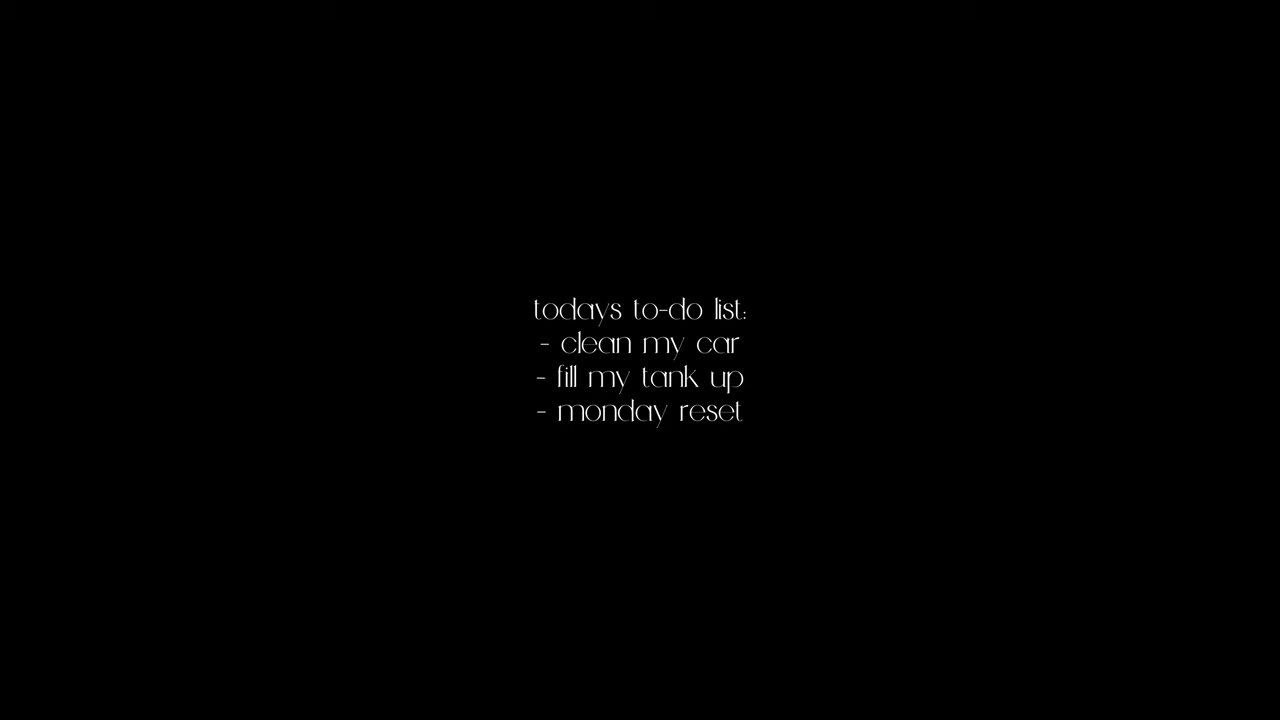 todays to-do list:
- clean my car
- fill my tank up
- monday reset